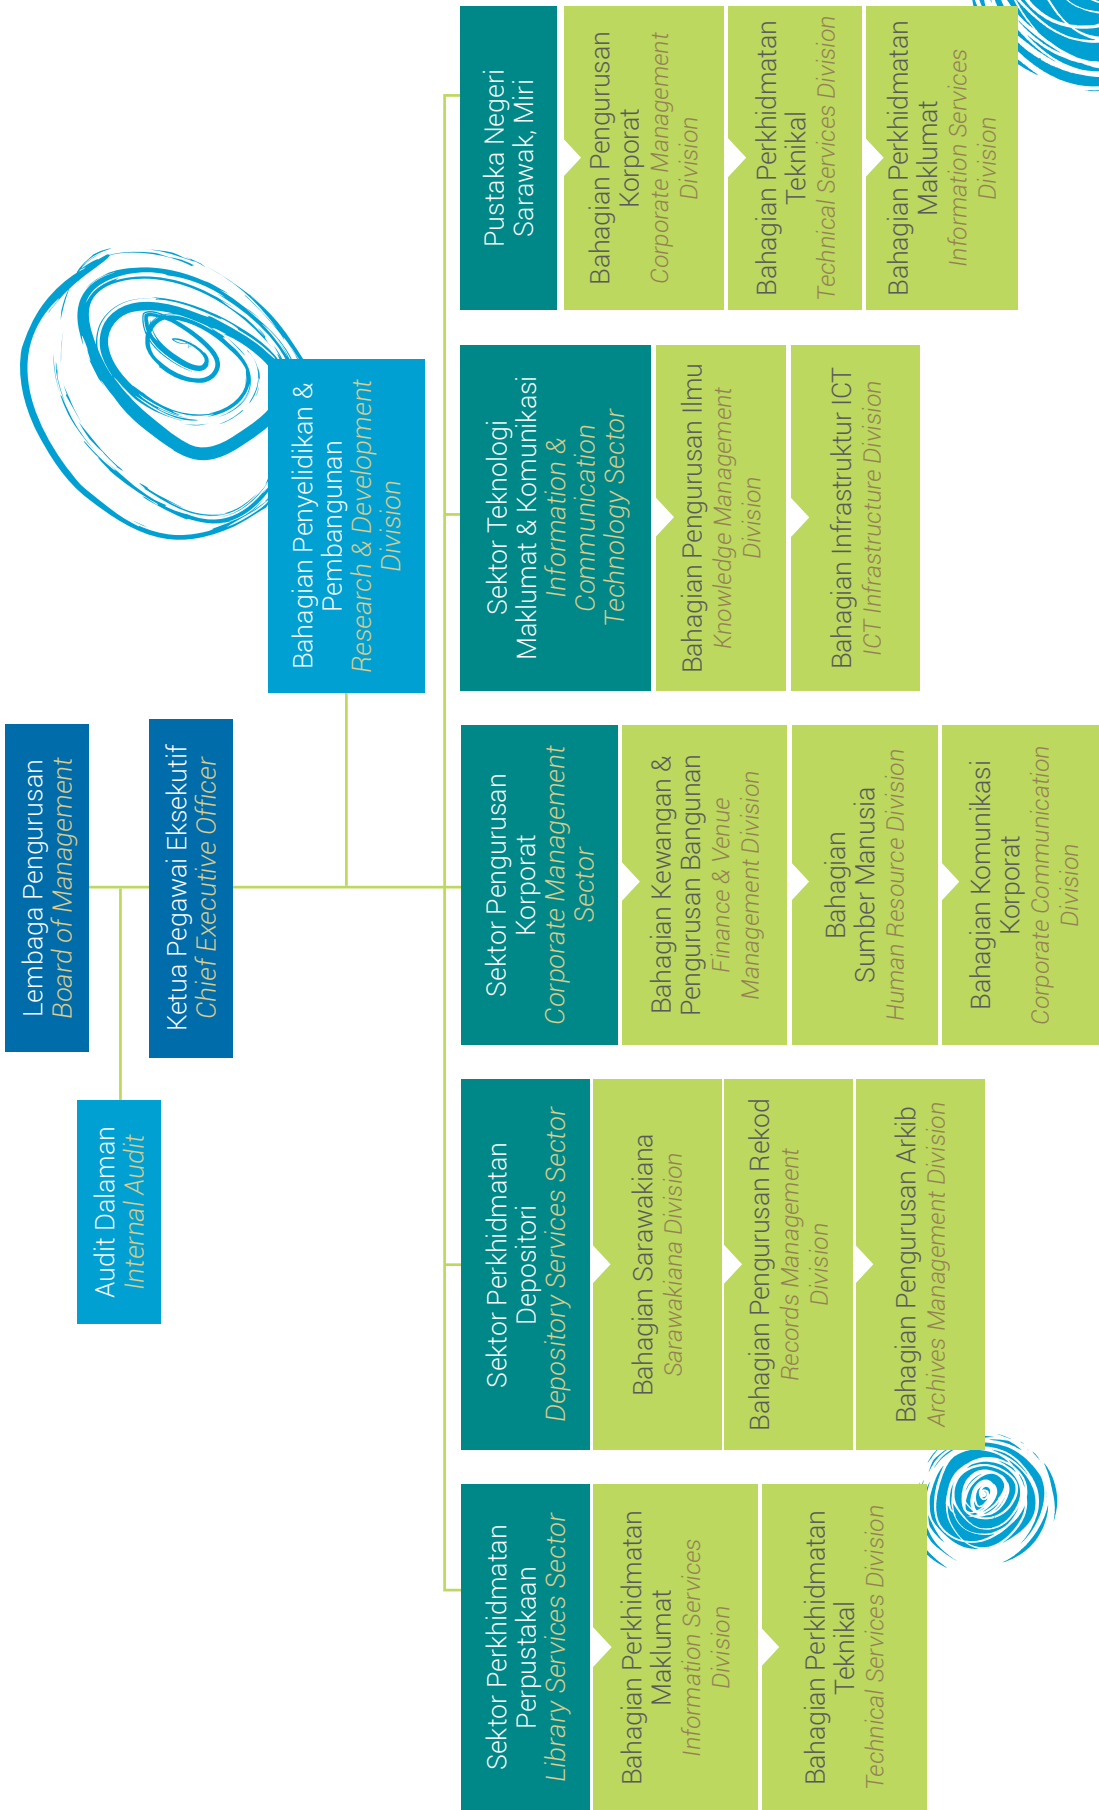 Lembaga Pengurusan
Board of Management
Audit Dalaman
Internal Audit
Ketua Pegawai Eksekutif
Chief Executive Officer
Bahagian Penyelidikan &
Pembangunan
Research & Development
Division
Sektor Perkhidmatan
Perpustakaan
Library Services Sector
Bahagian Perkhidmatan
Maklumat
Information Services
Division
Bahagian Perkhidmatan
Teknikal
Technical Services Division
Sektor Perkhidmatan
Depositori
Depository Services Sector
Bahagian Sarawakiana
Sarawakiana Division
Bahagian Pengurusan Rekod
Records Management
Division
Bahagian Pengurusan Arkib
Archives Management Division
Sektor Pengurusan
Korporat
Corporate Management
Sector
Bahagian Kewangan &
Pengurusan Bangunan
Finance & Venue
Management Division
Bahagian
Sumber Manusia
Human Resource Division
Bahagian Komunikasi
Korporat
Corporate Communication
Division
Sektor Teknologi
Maklumat & Komunikasi
Information &
Communication
Technology Sector
Bahagian Pengurusan Ilmu
Knowledge Management
Division
Bahagian Infrastruktur ICT
ICT Infrastructure Division
Pustaka Negeri
Sarawak, Miri
Bahagian Pengurusan
Korporat
Corporate Management
Division
Bahagian Perkhidmatan
Teknikal
Technical Services Division
Bahagian Perkhidmatan
Maklumat
Information Services
Division